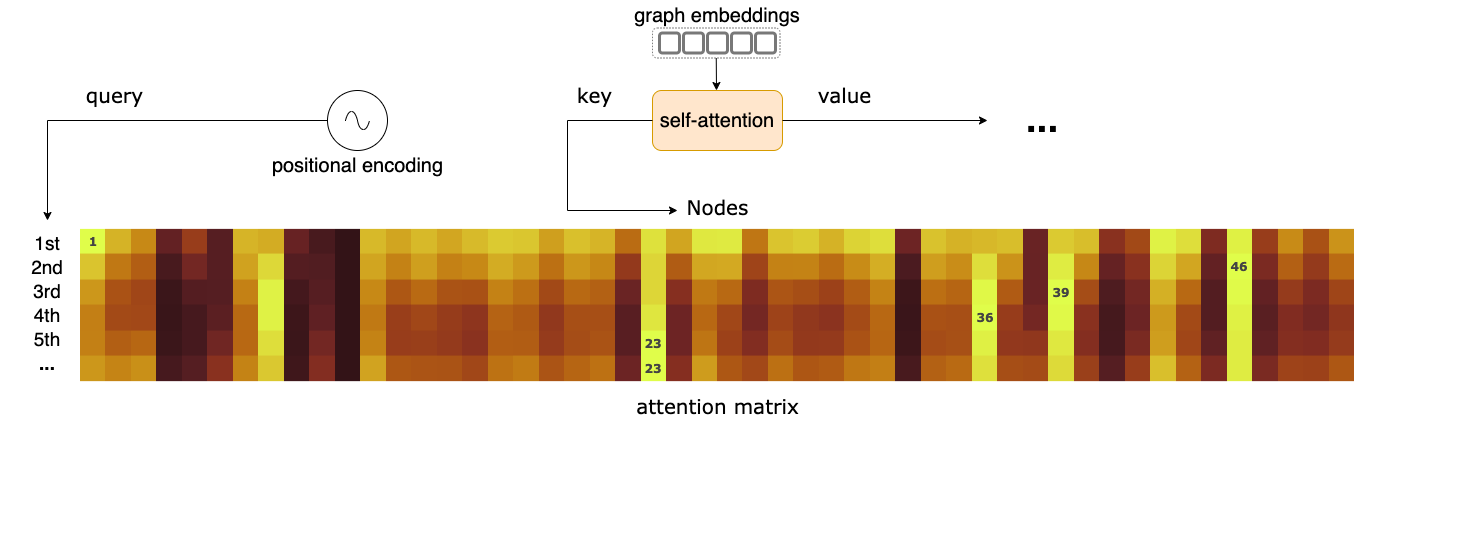 graph embeddings
query
key
value
self-attention
...
positional encoding
Nodes
1st
1
2nd
46
3rd
39
4th
36
5th
23
...
23
attention matrix